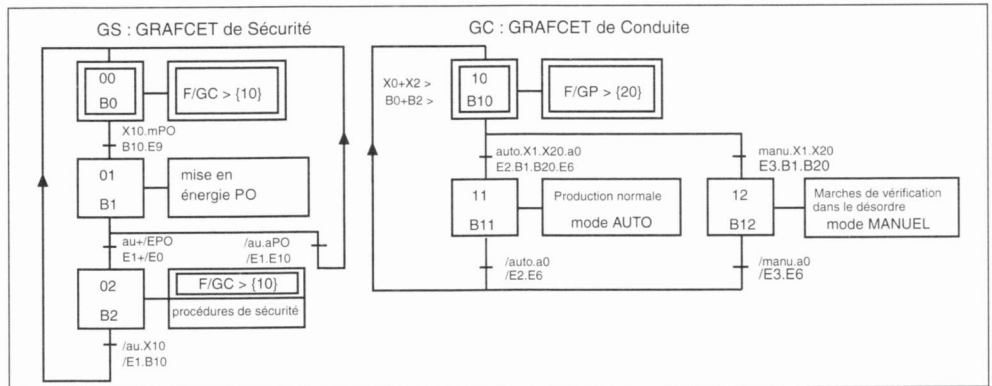 GS : GRAFCET de Sécurité
00
B0
F/GC > {10}
X10.mPO
B10.E9
01
B1
mise en
énergie PO
au+/EPO
E1+/E0
/au.aPO
/E1.E10
02
B2
F/GC > {10}
procédures de sécurité
/au.X10
/E1.B10
GC : GRAFCET de Conduite
X0+X2 >
B0+B2 >
10
B10
F/GP > {20}
auto.X1.X20.a0
E2.B1.B20.E6
manu.X1.X20
E3.B1.B20
11
B11
Production normale
mode AUTO
12
B12
Marches de vérification
dans le désordre
mode MANUEL
/auto.a0
/E2.E6
/manu.a0
/E3.E6